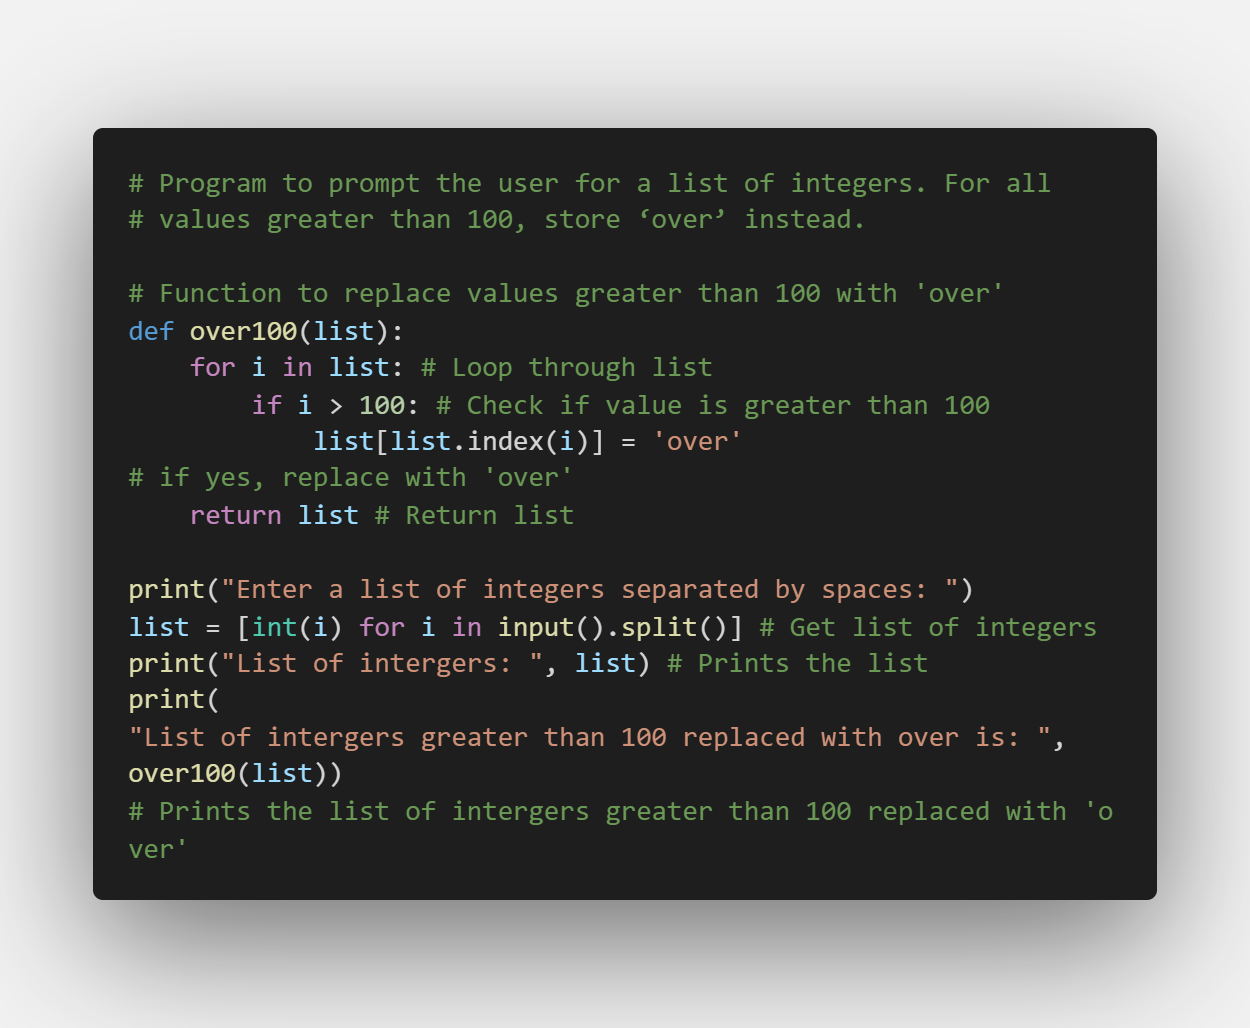 # Program to prompt the user for a list of integers. For all
# values greater than 100, store ‘over’ instead.

# Function to replace values greater than 100 with 'over'
def over100(list):
    for i in list: # Loop through list
        if i > 100: # Check if value is greater than 100
            list[list.index(i)] = 'over'
# if yes, replace with 'over'
    return list # Return list

print("Enter a list of integers separated by spaces: ")
list = [int(i) for i in input().split()] # Get list of integers
print("List of intergers: ", list) # Prints the list
print(
"List of intergers greater than 100 replaced with over is: ",
over100(list))
# Prints the list of intergers greater than 100 replaced with 'o
ver'